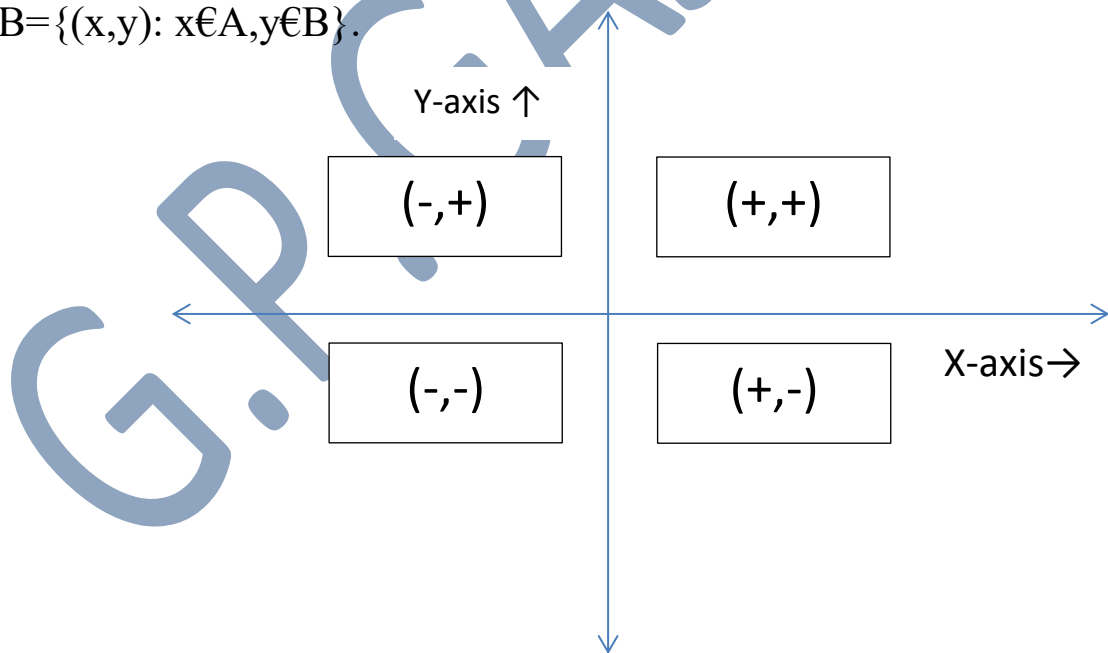 B={(x,y): x€A,y€B}.
Y-axis ↑
(-,+) (+,+)
X-axis→
(-,-) (+,-)
G.P.